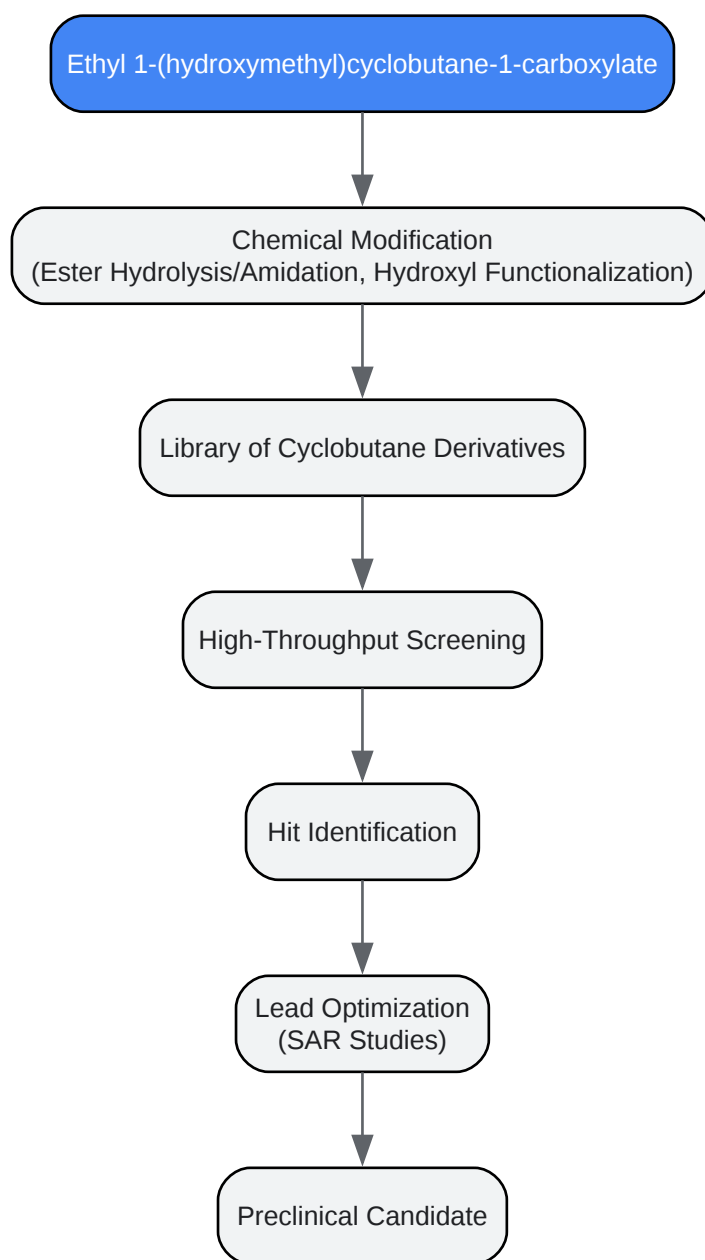 Ethyl 1-(hydroxymethyl)cyclobutane-1-carboxylate
Chemical Modification
(Ester Hydrolysis/Amidation, Hydroxyl Functionalization)
Library of Cyclobutane Derivatives
High-Throughput Screening
Hit Identification
Lead Optimization
(SAR Studies)
Preclinical Candidate